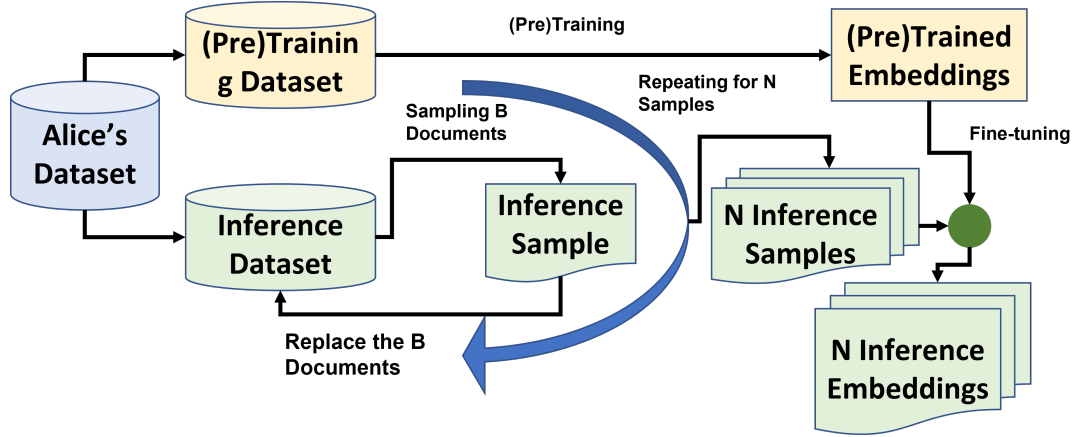 (Pre)Trainin
g Dataset
(Pre)Training
(Pre)Trained
Embeddings
Alice's
Dataset
Sampling B
Documents
Repeating for N
Samples
Fine-tuning
Inference
Dataset
Inference
Sample
N Inference
Samples
Replace the B
Documents
N Inference
Embeddings